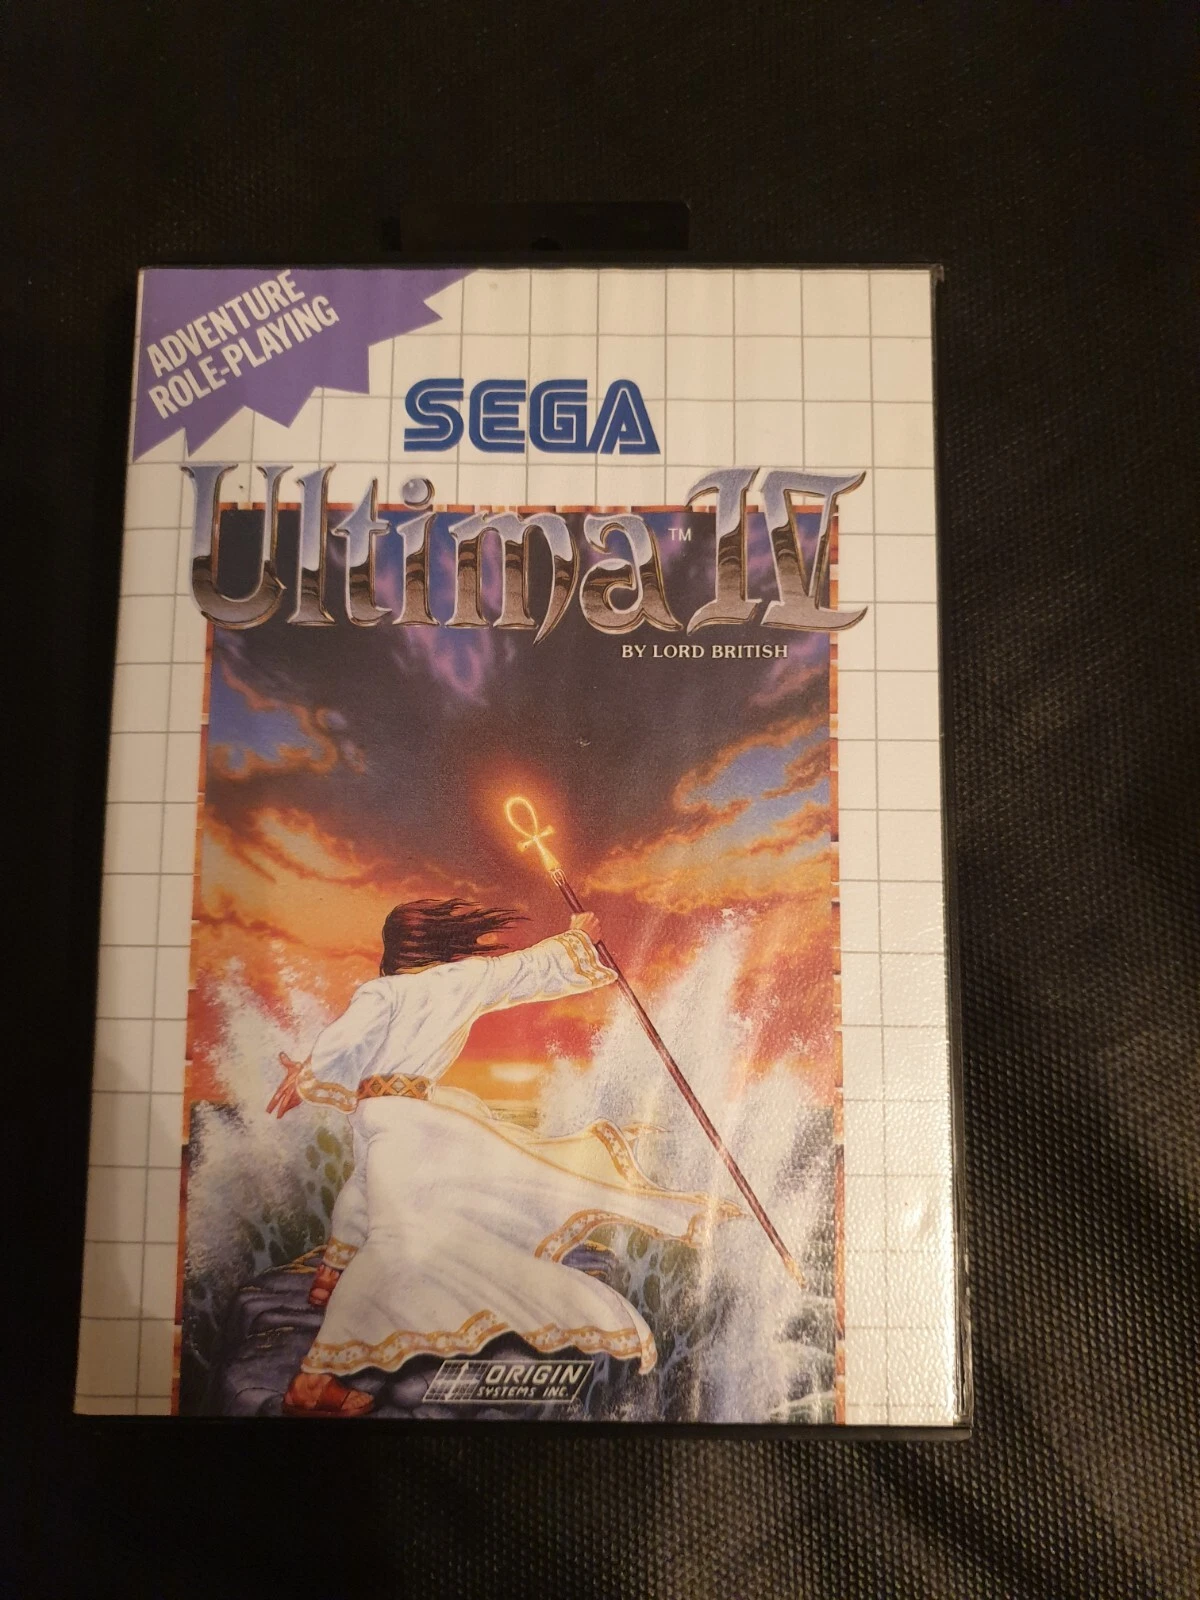 ADVENTURE
ROLE-PLAYING
SEGA
Ultima IV
™
BY LORD BRITISH
ORIGIN
SYSTEMS INC.